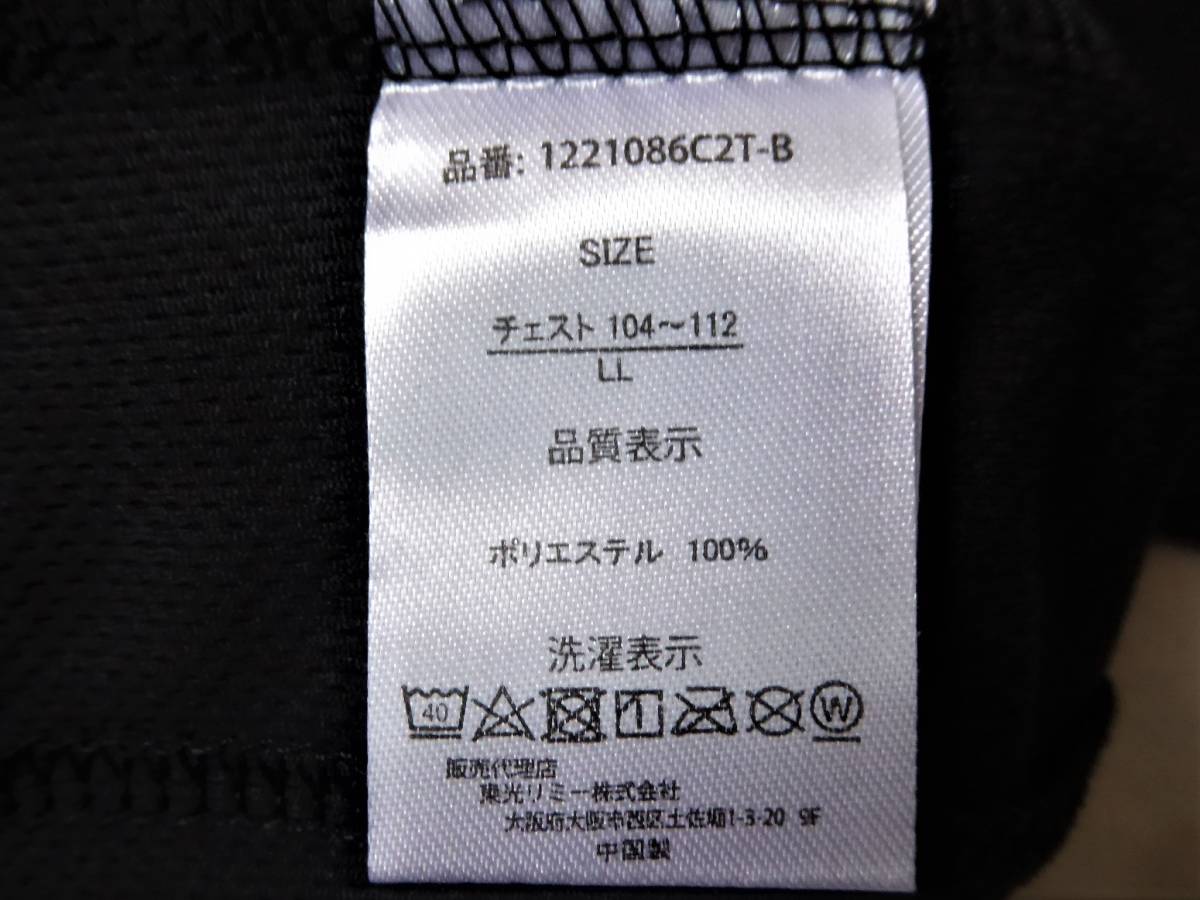 品番: 1221086C2T-B
SIZE
チェスト 104～112
LL
品質表示
ポリエステル 100%
洗濯表示
40 W
販売代理店
東光リミー株式会社
大阪府大阪市西区土佐堀1-3-20 9F
中国製